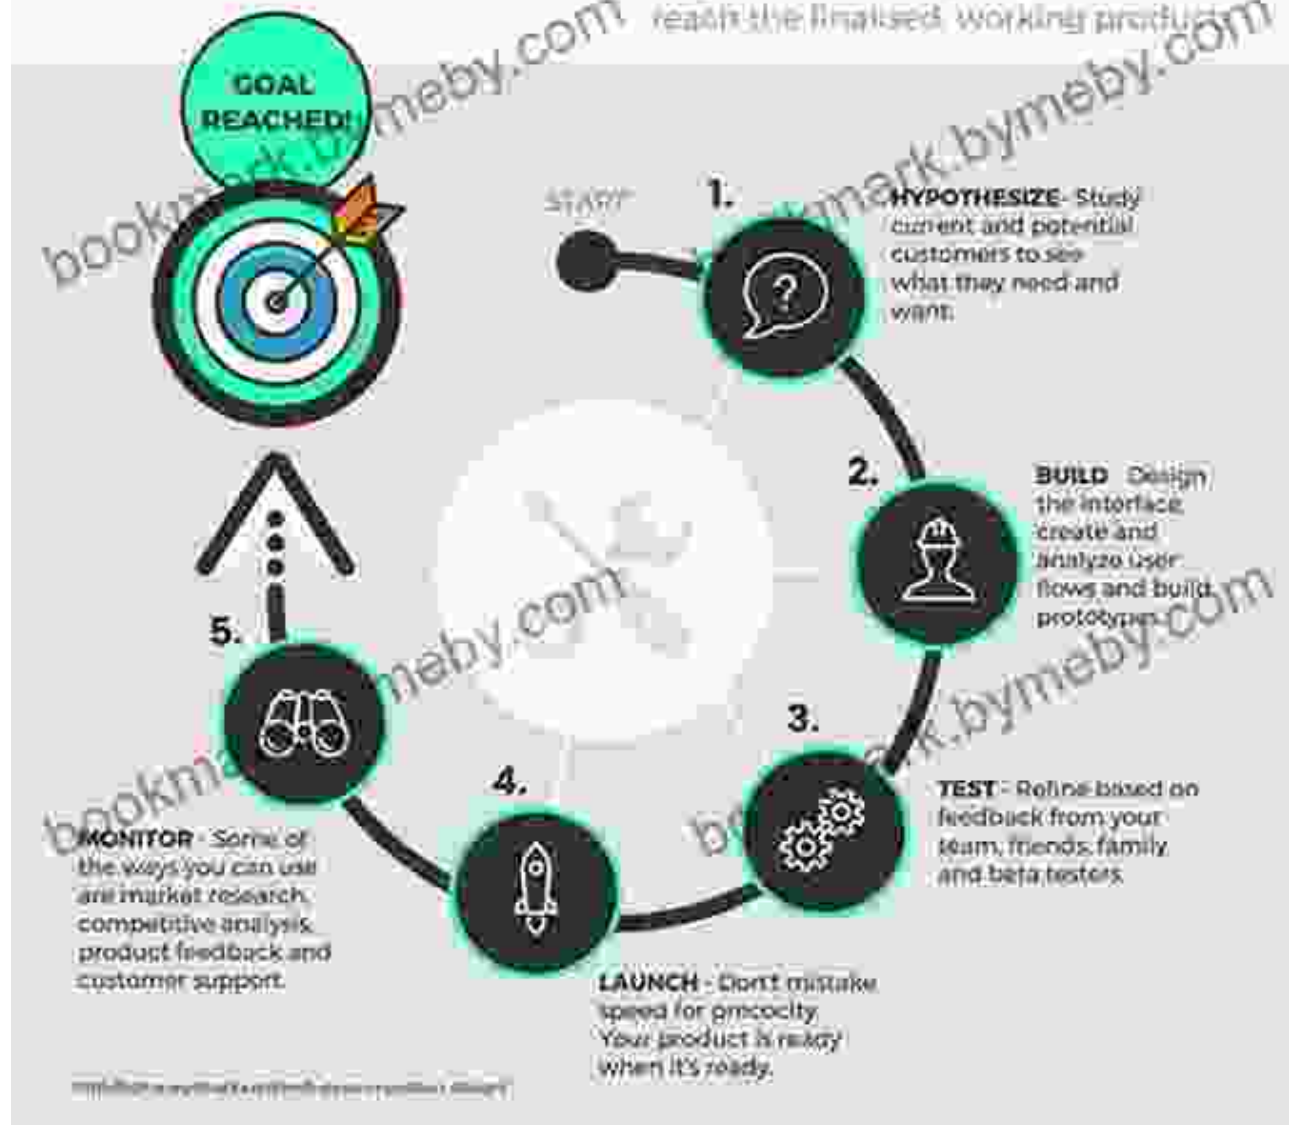 reach the finalised, working product.
GOAL
REACHED!
START
1.
HYPOTHESIZE - Study
current and potential
customers to see
what they need and
want.
2.
BUILD - Design
the interface,
create and
analyze user
flows and build
prototypes.
3.
TEST - Refine based on
feedback from your
team, friends, family
and beta testers.
4.
LAUNCH - Don't mistake
speed for precocity.
Your product is ready
when it's ready.
5.
MONITOR - Some of
the ways you can use
are market research,
competitive analysis,
product feedback and
customer support.
bookmark.bymeby.com
bookmark.bymeby.com
bookmark.bymeby.com
bookmark.bymeby.com